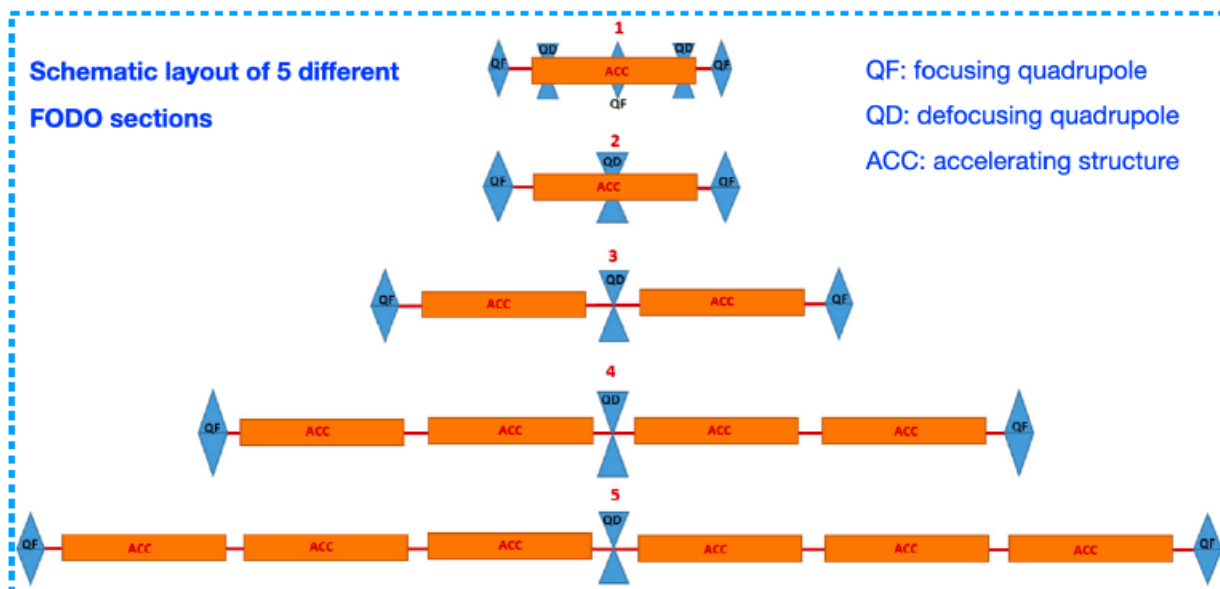 1
QF QD QD QF
ACC
QF
Schematic layout of 5 different
FODO sections
QF: focusing quadrupole
QD: defocusing quadrupole
ACC: accelerating structure
2
QD
QF ACC QF
3
QD
QF ACC ACC QF
4
QD
QF ACC ACC ACC ACC QF
5
QD
QF ACC ACC ACC ACC ACC ACC QF